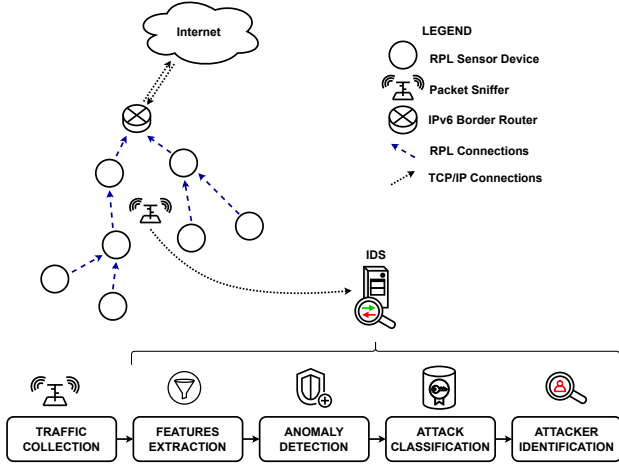 Internet
LEGEND
RPL Sensor Device
Packet Sniffer
IPv6 Border Router
RPL Connections
TCP/IP Connections
IDS
TRAFFIC
COLLECTION
FEATURES
EXTRACTION
ANOMALY
DETECTION
ATTACK
CLASSIFICATION
ATTACKER
IDENTIFICATION